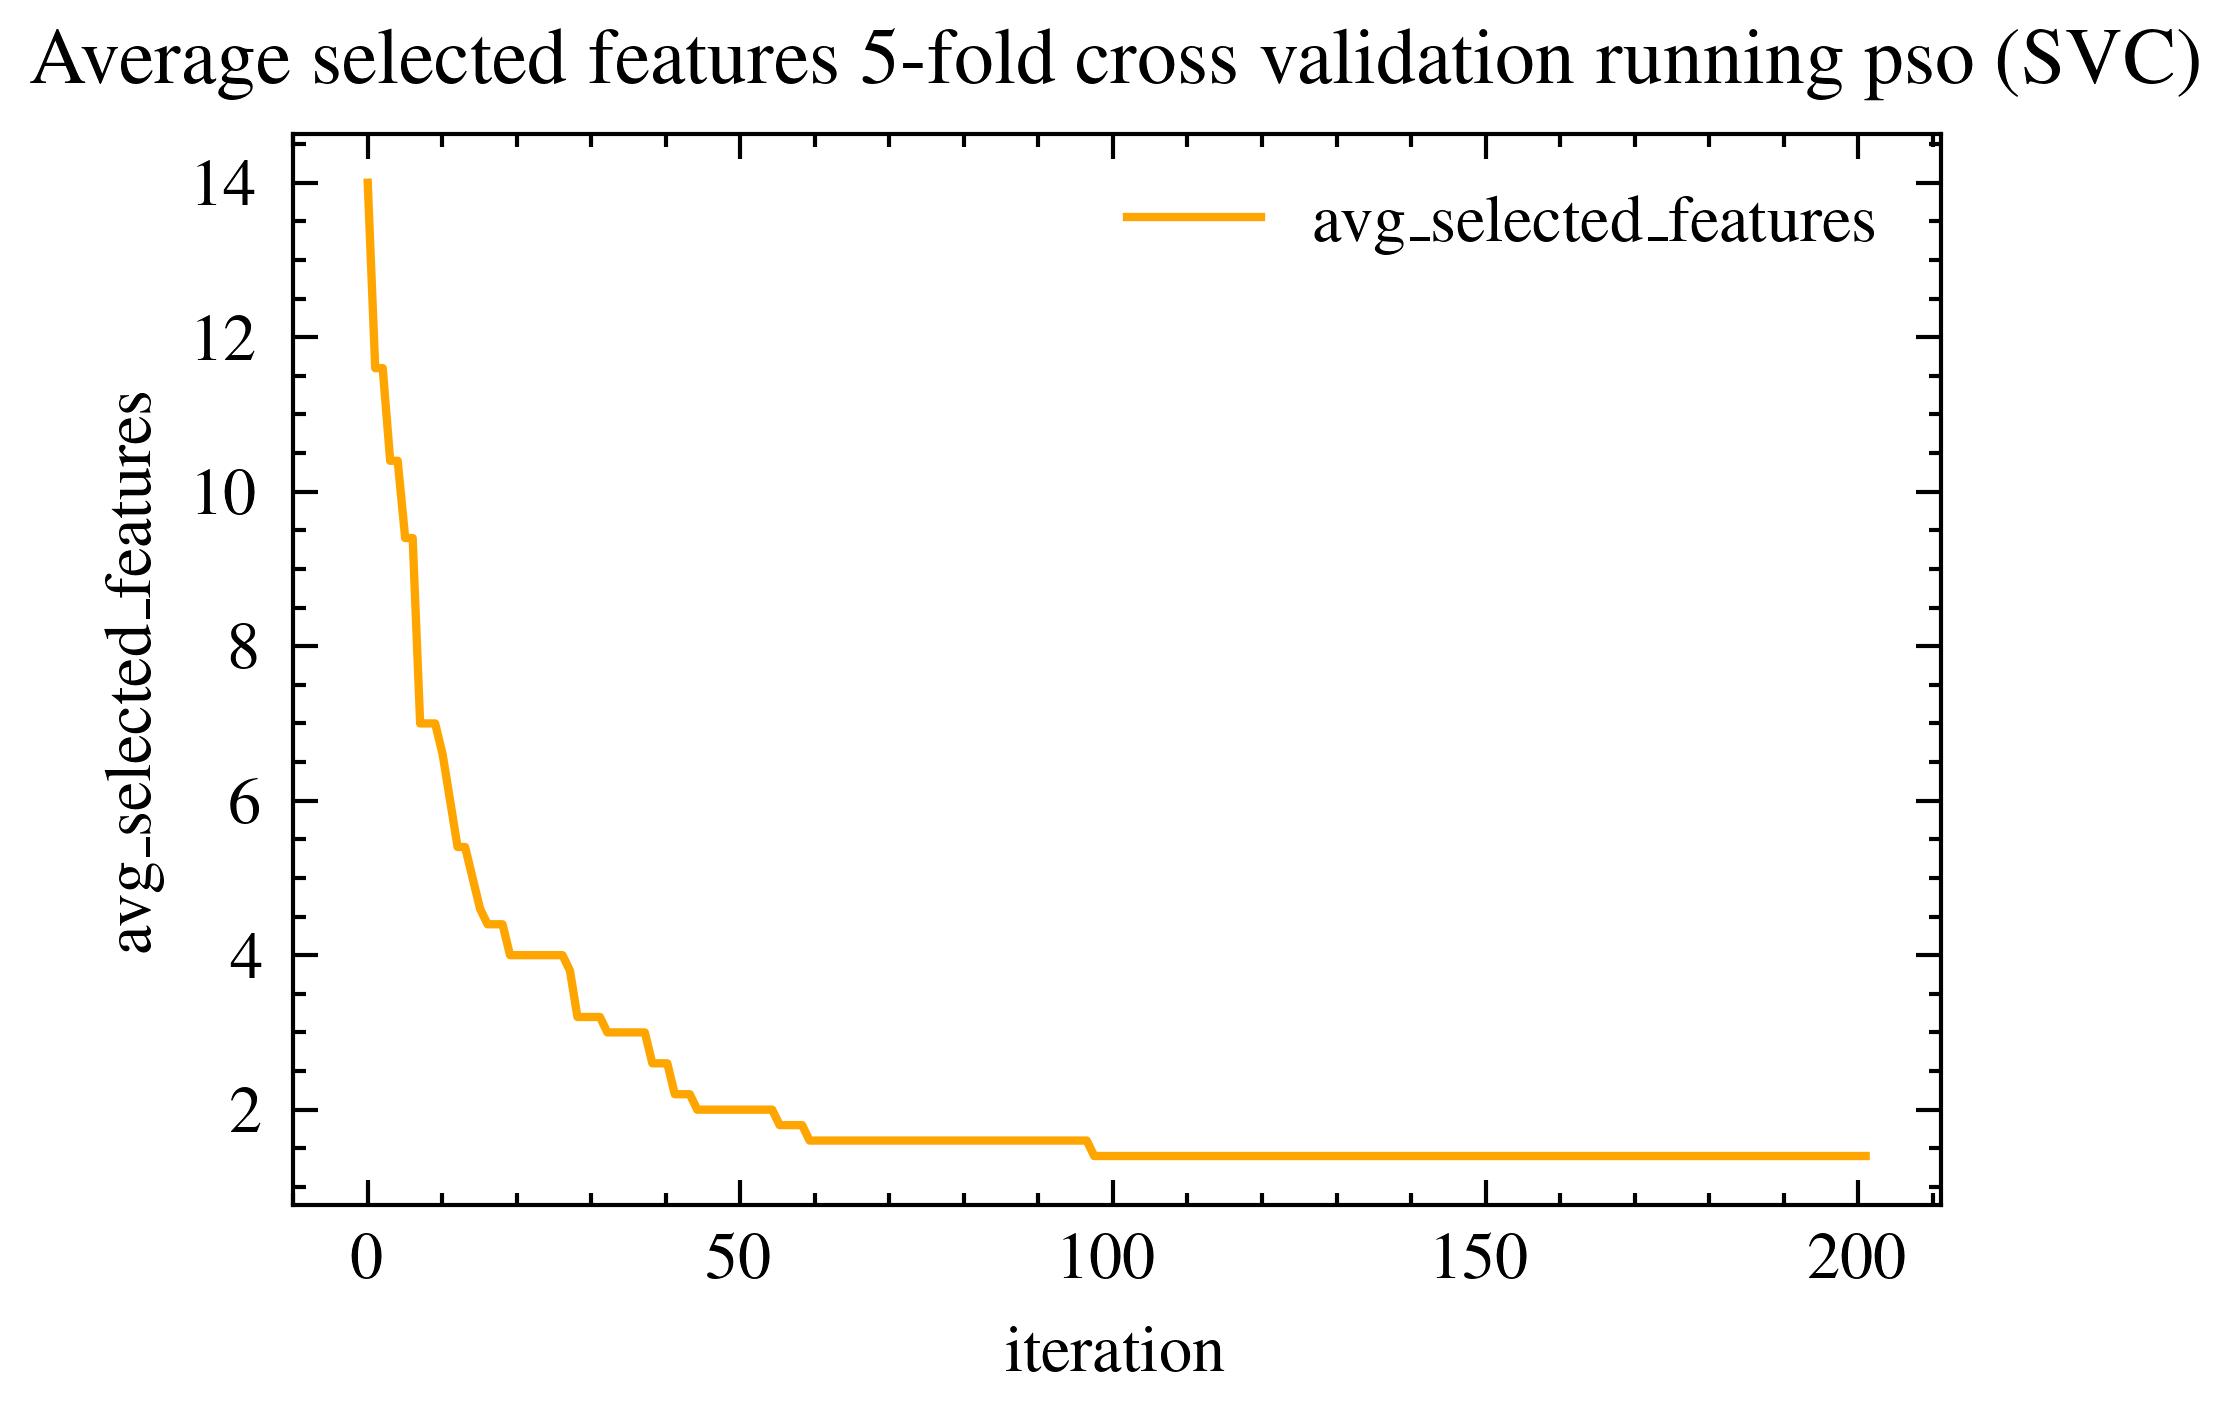 Average selected features 5-fold cross validation running pso (SVC)
avg_selected_features
14
12
10
8
6
4
2
avg_selected_features
0 50 100 150 200
iteration